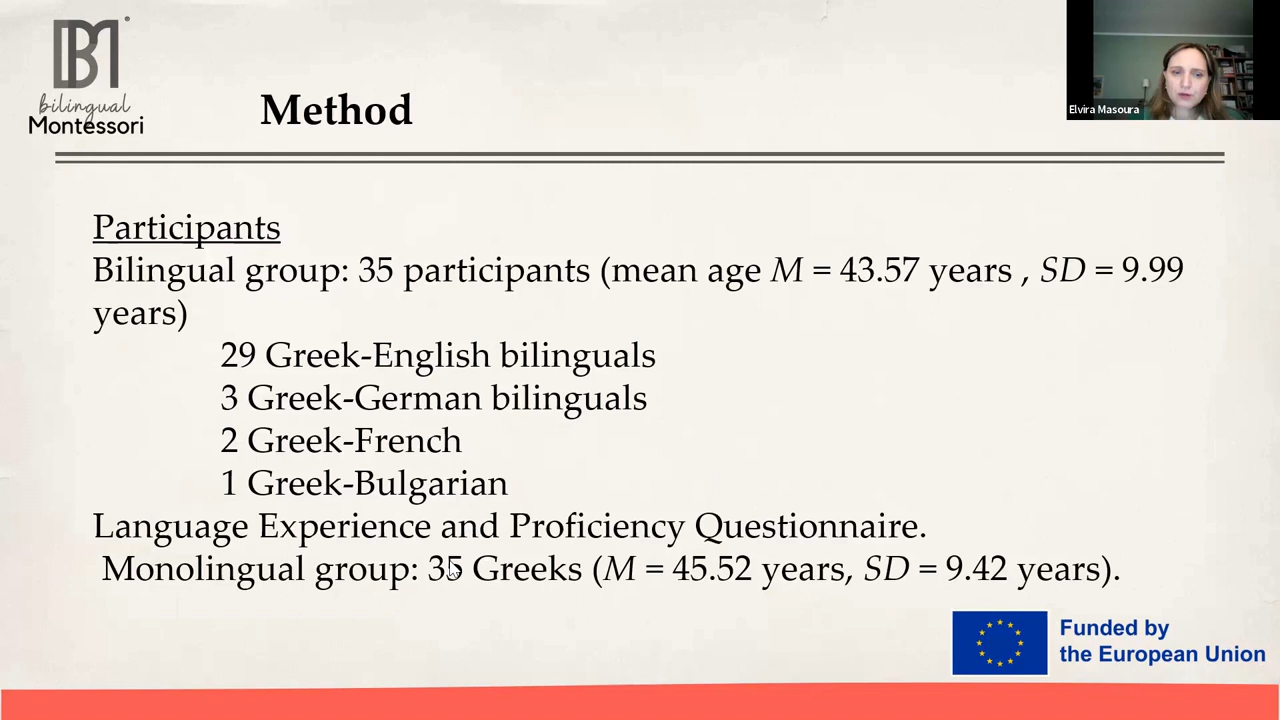 bilingual
Montessori
Method
Elvira Masoura
Participants
Bilingual group: 35 participants (mean age M = 43.57 years , SD = 9.99
years)
29 Greek-English bilinguals
3 Greek-German bilinguals
2 Greek-French
1 Greek-Bulgarian
Language Experience and Proficiency Questionnaire.
Monolingual group: 35 Greeks (M = 45.52 years, SD = 9.42 years).
Funded by
the European Union